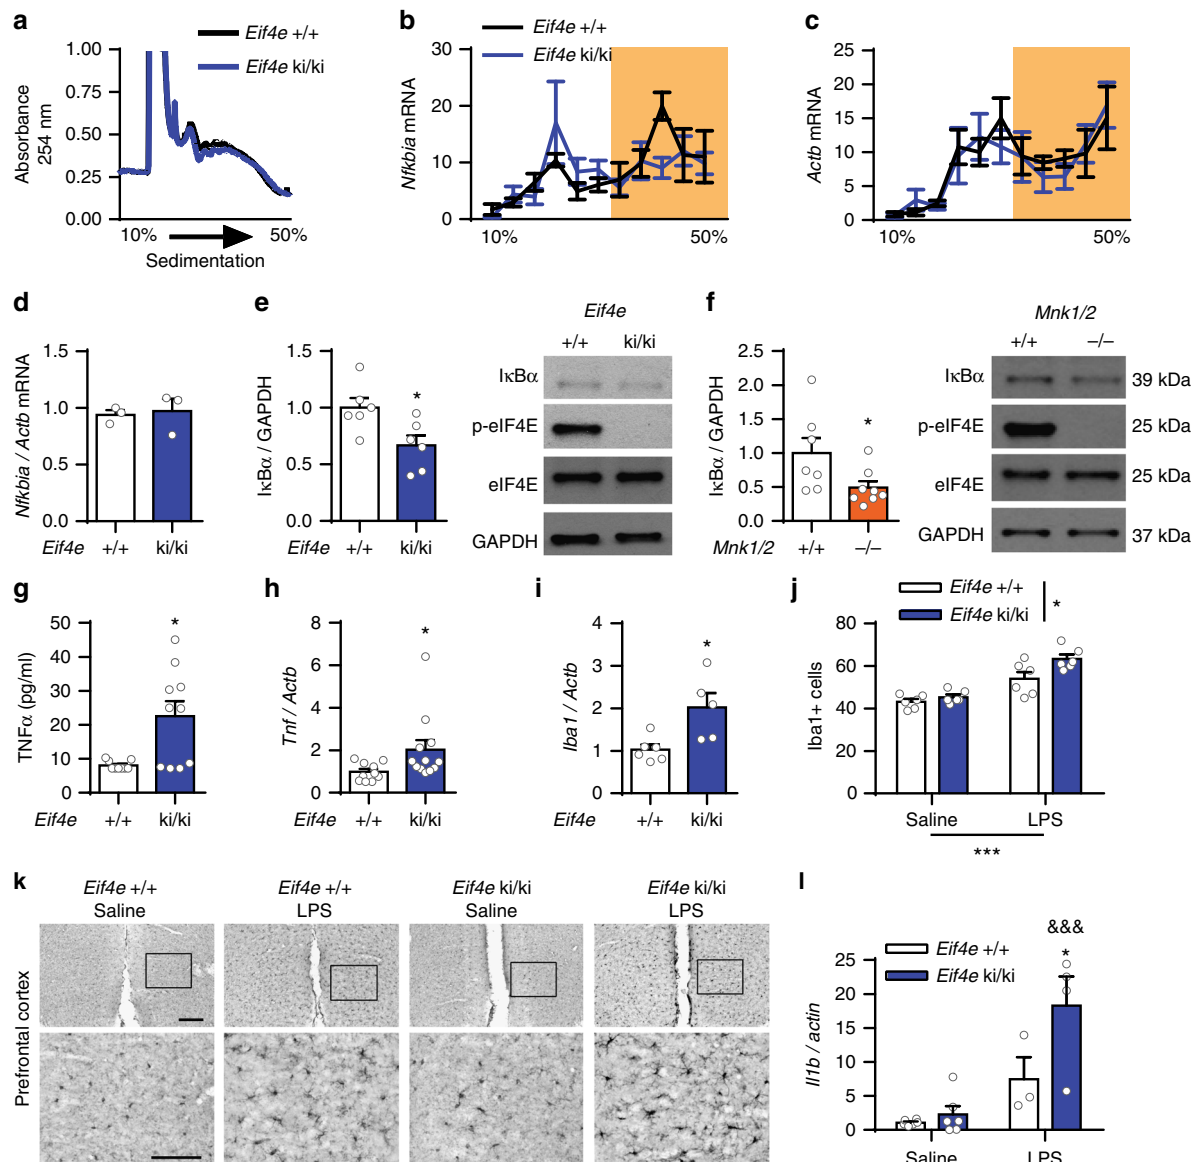 a
Eif4e +/+
Eif4e ki/ki
Absorbance
254 nm
1.00
0.75
0.50
0.25
0.00
10%
50%
Sedimentation
b
Eif4e +/+
Eif4e ki/ki
Nfkbia mRNA
30
20
10
0
10%
50%
c
Actb mRNA
25
20
15
10
5
0
10%
50%
d
Nfkbia / Actb mRNA
1.5
1.0
0.5
0.0
Eif4e
+/+
ki/ki
e
IκBα / GAPDH
1.5
1.0
0.5
0.0
*
Eif4e
+/+
ki/ki
Eif4e
+/+
ki/ki
IκBα
p-eIF4E
eIF4E
GAPDH
f
IκBα / GAPDH
2.5
2.0
1.5
1.0
0.5
0.0
*
Mnk1/2
+/+
–/–
Mnk1/2
+/+
–/–
IκBα
39 kDa
p-eIF4E
25 kDa
eIF4E
25 kDa
GAPDH
37 kDa
g
TNFα (pg/ml)
50
40
30
20
10
0
*
Eif4e
+/+
ki/ki
h
Tnf / Actb
8
6
4
2
0
*
Eif4e
+/+
ki/ki
i
Iba1 / Actb
4
3
2
1
0
*
Eif4e
+/+
ki/ki
j
Eif4e +/+
Eif4e ki/ki
*
Iba1+ cells
80
60
40
20
0
Saline
LPS
***
k
Eif4e +/+
Saline
Eif4e +/+
LPS
Eif4e ki/ki
Saline
Eif4e ki/ki
LPS
Prefrontal cortex
l
Eif4e +/+
Eif4e ki/ki
&&&
*
Il1b / actin
25
20
15
10
5
0
Saline
LPS